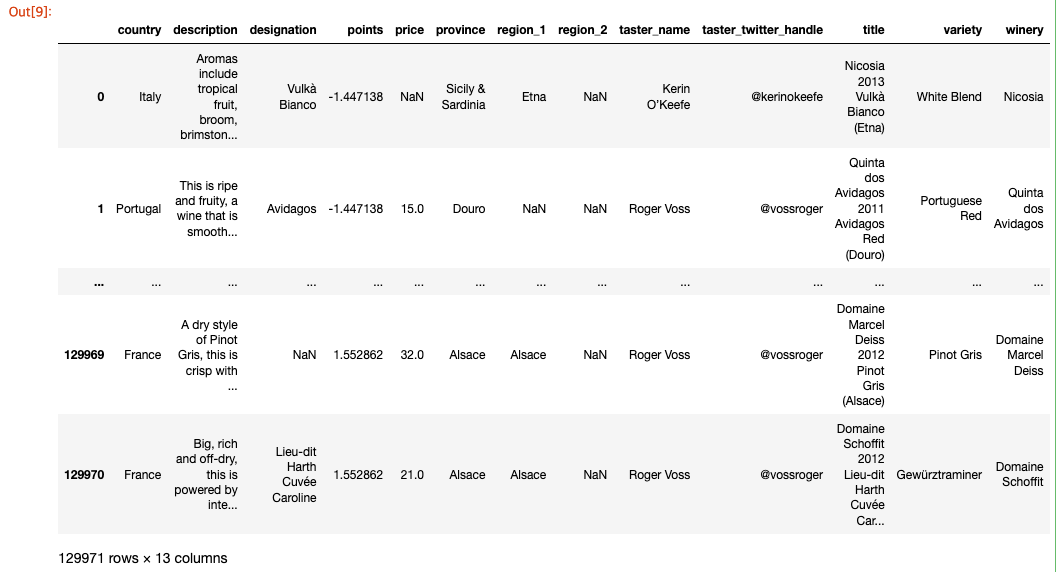 Out[9]:
country description designation points price province region_1 region_2 taster_name taster_twitter_handle title variety winery
0 Italy Aromas include tropical fruit, broom, brimston... Vulkà Bianco -1.447138 NaN Sicily & Sardinia Etna NaN Kerin O'Keefe @kerinokeefe Nicosia 2013 Vulkà Bianco (Etna) White Blend Nicosia
1 Portugal This is ripe and fruity, a wine that is smooth... Avidagos -1.447138 15.0 Douro NaN NaN Roger Voss @vossroger Quinta dos Avidagos 2011 Avidagos Red (Douro) Portuguese Red Quinta dos Avidagos
... ... ... ... ... ... ... ... ... ... ... ... ... ...
129969 France A dry style of Pinot Gris, this is crisp with ... NaN 1.552862 32.0 Alsace Alsace NaN Roger Voss @vossroger Domaine Marcel Deiss 2012 Pinot Gris (Alsace) Pinot Gris Domaine Marcel Deiss
129970 France Big, rich and off-dry, this is powered by inte... Lieu-dit Harth Cuvée Caroline 1.552862 21.0 Alsace Alsace NaN Roger Voss @vossroger Domaine Schoffit 2012 Lieu-dit Harth Cuvée Car... Gewürztraminer Domaine Schoffit
129971 rows × 13 columns